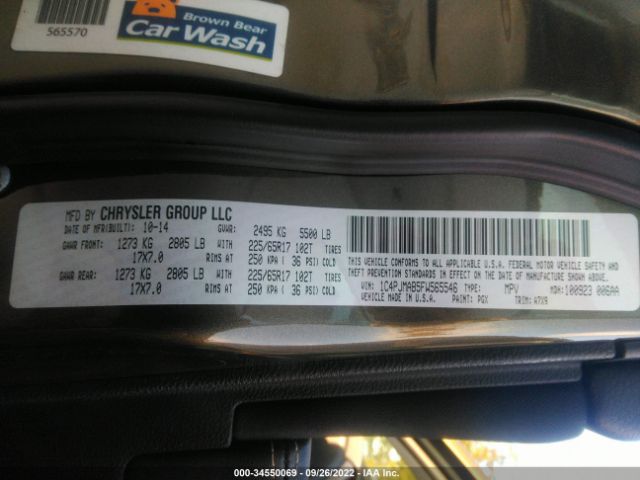 565570
Brown Bear
Car Wash
MFD BY CHRYSLER GROUP LLC
DATE OF MFR(BUILT): 10-14 GVWR: 2495 KG 5500 LB
GAWR FRONT: 1273 KG 2805 LB WITH 225/65R17 102T TIRES
17X7.0 RIMS AT 250 KPA ( 36 PSI) COLD
GAWR REAR: 1273 KG 2805 LB WITH 225/65R17 102T TIRES
17X7.0 RIMS AT 250 KPA ( 36 PSI) COLD
THIS VEHICLE CONFORMS TO ALL APPLICABLE U.S.A. FEDERAL MOTOR VEHICLE SAFETY AND THEFT PREVENTION STANDARDS IN EFFECT ON THE DATE OF MANUFACTURE SHOWN ABOVE.
VIN: 1C4PJMAB5FW565546 TYPE: MPV MDH: 100923 006AA
VEHICLE MADE IN U.S.A. PAINT: PGX TRIM: A7X9
000-34550069 - 09/26/2022 - IAA Inc.